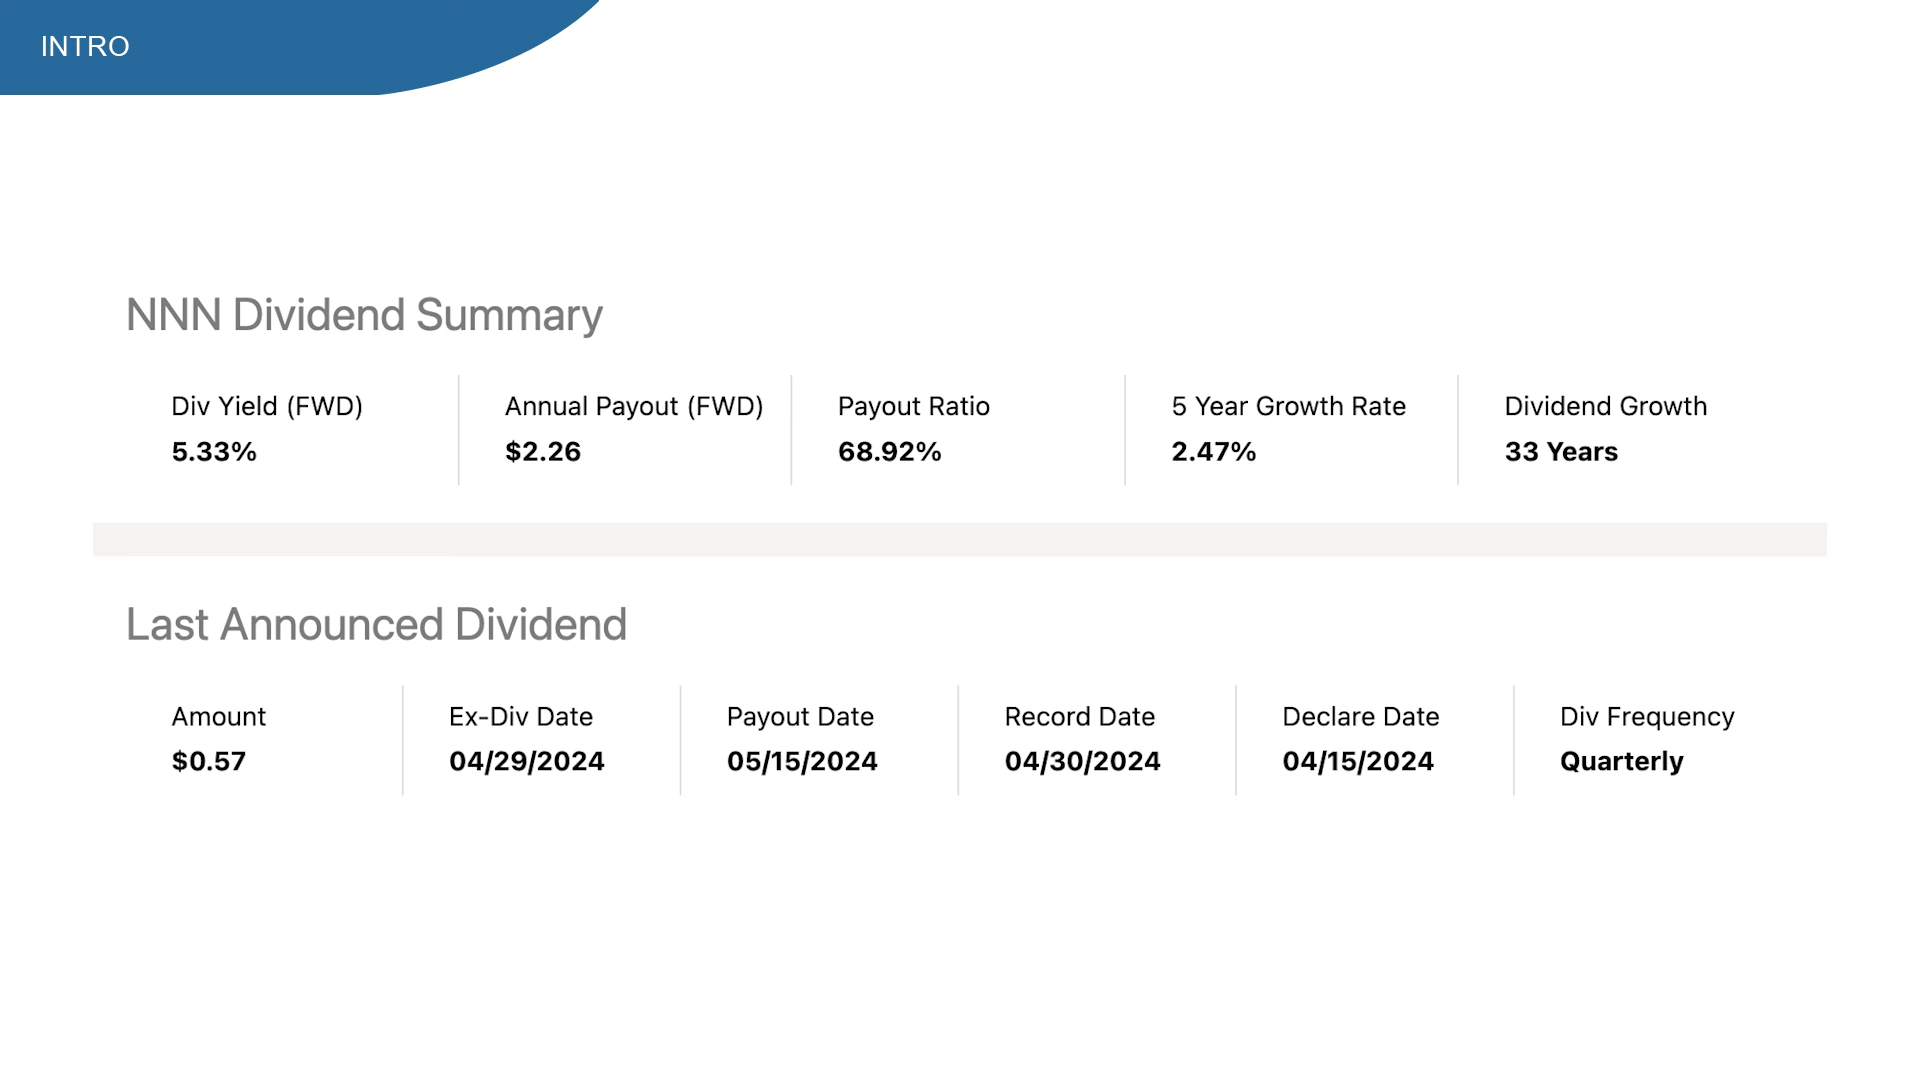 INTRO
NNN Dividend Summary
Div Yield (FWD) Annual Payout (FWD) Payout Ratio 5 Year Growth Rate Dividend Growth
5.33% $2.26 68.92% 2.47% 33 Years
Last Announced Dividend
Amount Ex-Div Date Payout Date Record Date Declare Date Div Frequency
$0.57 04/29/2024 05/15/2024 04/30/2024 04/15/2024 Quarterly